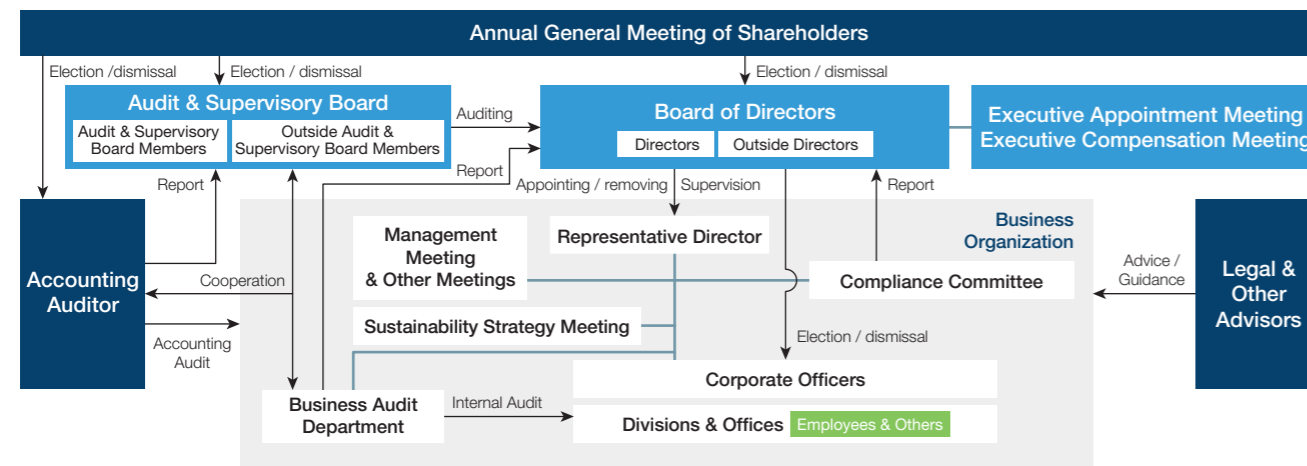 Annual General Meeting of Shareholders
Election /dismissal
Election / dismissal
Election / dismissal
Audit & Supervisory Board
Audit & Supervisory
Board Members
Outside Audit &
Supervisory Board Members
Auditing
Board of Directors
Directors
Outside Directors
Executive Appointment Meeting
Executive Compensation Meeting
Report
Report
Appointing / removing
Supervision
Report
Accounting
Auditor
Cooperation
Accounting
Audit
Management
Meeting
& Other Meetings
Representative Director
Business
Organization
Compliance Committee
Advice /
Guidance
Legal &
Other
Advisors
Sustainability Strategy Meeting
Election / dismissal
Corporate Officers
Business Audit
Department
Internal Audit
Divisions & Offices
Employees & Others